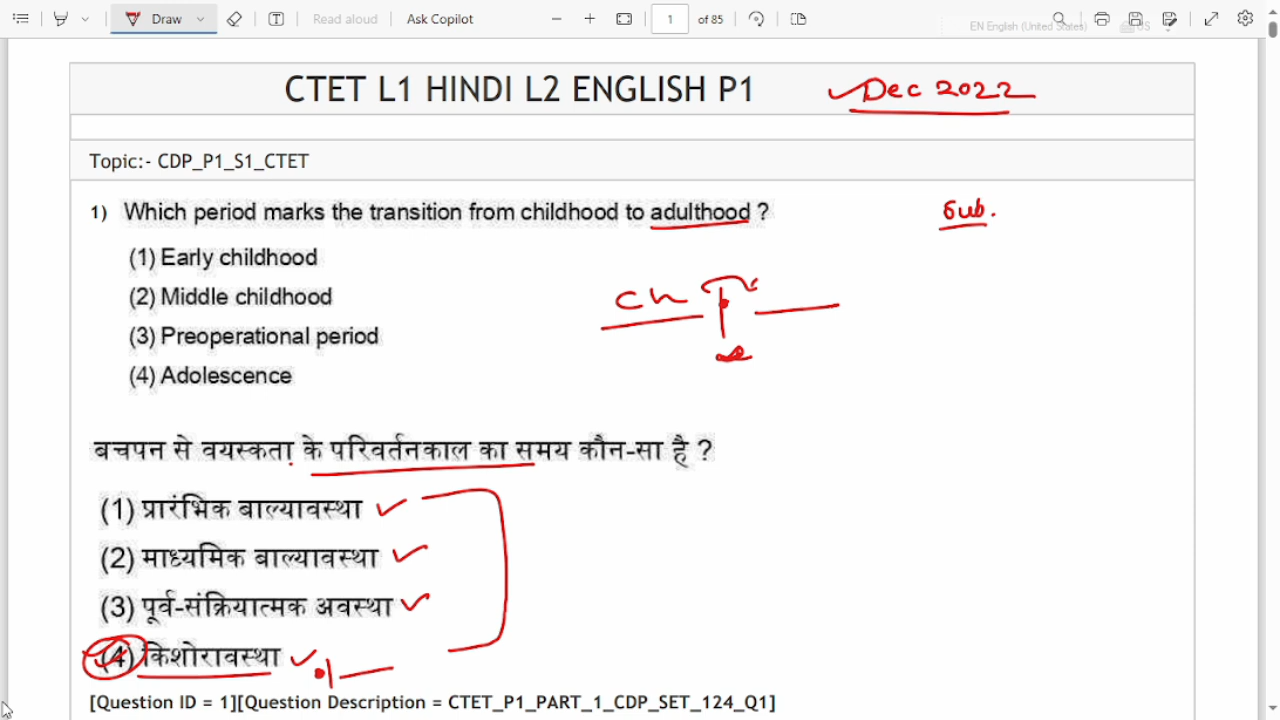 Draw
Read aloud
Ask Copilot
1
of 85
EN English (United States)
US
CTET L1 HINDI L2 ENGLISH P1
Dec 2022
Topic:- CDP_P1_S1_CTET
1) Which period marks the transition from childhood to adulthood ?
Sub.
(1) Early childhood
(2) Middle childhood
(3) Preoperational period
(4) Adolescence
Ch
बचपन से वयस्कता के परिवर्तनकाल का समय कौन-सा है ?
(1) प्रारंभिक बाल्यावस्था
(2) माध्यमिक बाल्यावस्था
(3) पूर्व-संक्रियात्मक अवस्था
(4) किशोरावस्था
[Question ID = 1][Question Description = CTET_P1_PART_1_CDP_SET_124_Q1]